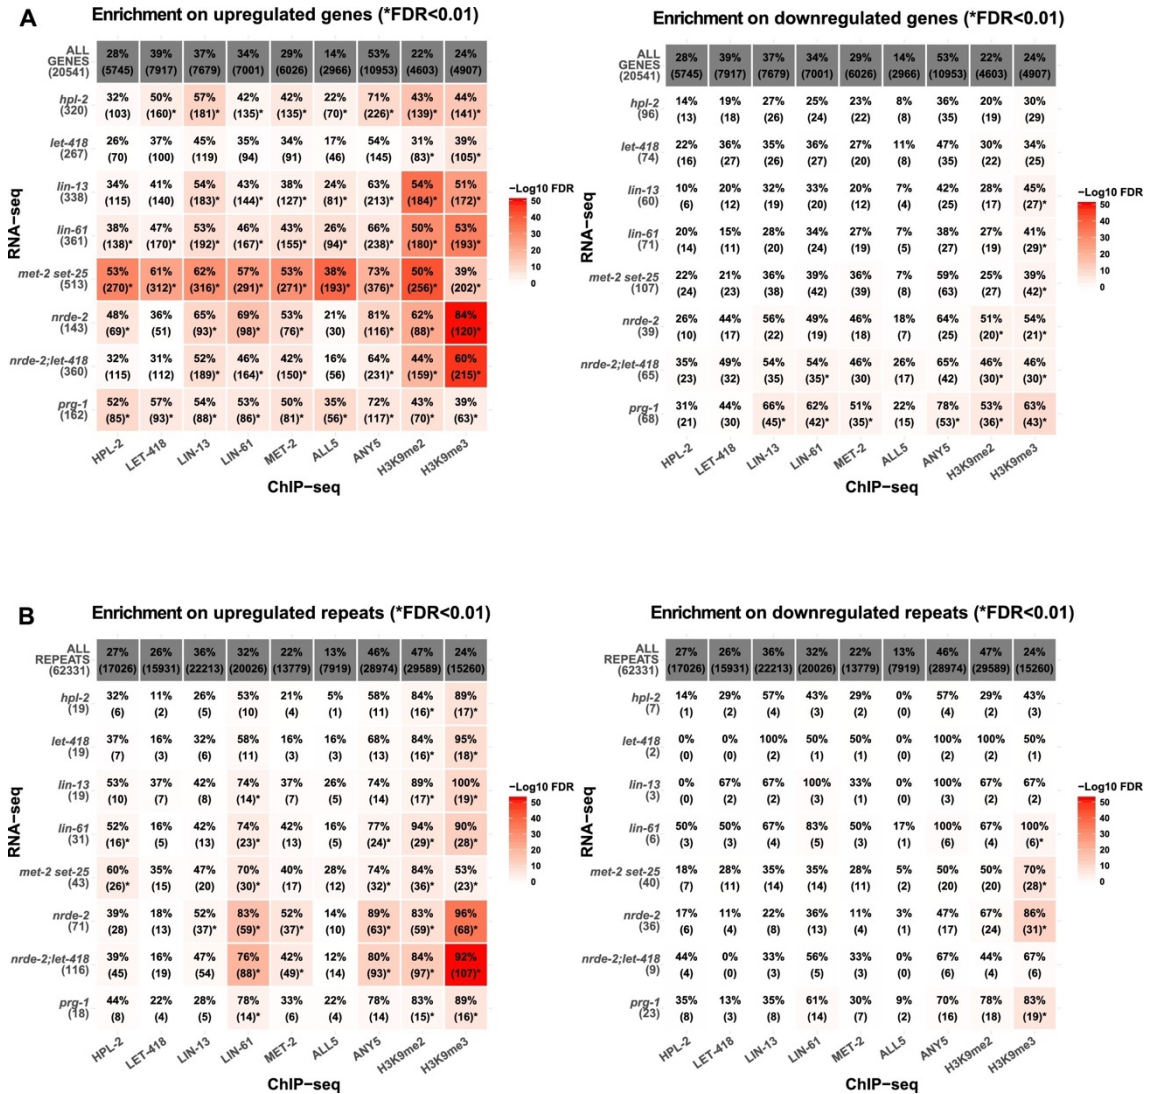 A
Enrichment on upregulated genes (*FDR<0.01)
ALL GENES (20541) 28% 39% 37% 34% 29% 14% 53% 22% 24%
(5745) (7917) (7679) (7001) (6026) (2966) (10953) (4603) (4907)
hpl-2 32% 50% 57% 42% 42% 22% 71% 43% 44%
(320) (103) (160)* (181)* (135)* (135)* (70)* (226)* (139)* (141)*
let-418 26% 37% 45% 35% 34% 17% 54% 31% 39%
(267) (70) (100) (119) (94) (91) (46) (145) (83)* (105)*
lin-13 34% 41% 54% 43% 38% 24% 63% 54% 51%
(338) (115) (140) (183)* (144)* (127)* (81)* (213)* (184)* (172)*
lin-61 38% 47% 53% 46% 43% 26% 66% 50% 53%
(361) (138)* (170)* (192)* (167)* (155)* (94)* (238)* (180)* (193)*
met-2 set-25 53% 61% 62% 57% 53% 38% 73% 50% 39%
(513) (270)* (312)* (316)* (291)* (271)* (193)* (376)* (256)* (202)*
nrde-2 48% 36% 65% 69% 53% 21% 81% 62% 84%
(143) (69)* (51) (93)* (98)* (76)* (30) (116)* (88)* (120)*
nrde-2;let-418 32% 31% 52% 46% 42% 16% 64% 44% 60%
(360) (115) (112) (189)* (164)* (150)* (56) (231)* (159)* (215)*
prg-1 52% 57% 54% 53% 50% 35% 72% 43% 39%
(162) (85)* (93)* (88)* (86)* (81)* (56)* (117)* (70)* (63)*
HPL-2 LET-418 LIN-13 LIN-61 MET-2 ALL5 ANY5 H3K9me2 H3K9me3
ChIP-seq
RNA-seq
-Log10 FDR
50
40
30
20
10
0
Enrichment on downregulated genes (*FDR<0.01)
ALL GENES (20541) 28% 39% 37% 34% 29% 14% 53% 22% 24%
(5745) (7917) (7679) (7001) (6026) (2966) (10953) (4603) (4907)
hpl-2 14% 19% 27% 25% 23% 8% 36% 20% 30%
(96) (13) (18) (26) (24) (22) (8) (35) (19) (29)
let-418 22% 36% 35% 36% 27% 11% 47% 30% 34%
(74) (16) (27) (26) (27) (20) (8) (35) (22) (25)
lin-13 10% 20% 32% 33% 20% 7% 42% 28% 45%
(60) (6) (12) (19) (20) (12) (4) (25) (17) (27)*
lin-61 20% 15% 28% 34% 27% 7% 38% 27% 41%
(71) (14) (11) (20) (24) (19) (5) (27) (19) (29)*
met-2 set-25 22% 21% 36% 39% 36% 7% 59% 25% 39%
(107) (24) (23) (38) (42) (39) (8) (63) (27) (42)*
nrde-2 26% 44% 56% 49% 46% 18% 64% 51% 54%
(39) (10) (17) (22) (19) (18) (7) (25) (20)* (21)*
nrde-2;let-418 35% 49% 54% 54% 46% 26% 65% 46% 46%
(65) (23) (32) (35) (35)* (30) (17) (42) (30)* (30)*
prg-1 31% 44% 66% 62% 51% 22% 78% 53% 63%
(68) (21) (30) (45)* (42)* (35)* (15) (53)* (36)* (43)*
HPL-2 LET-418 LIN-13 LIN-61 MET-2 ALL5 ANY5 H3K9me2 H3K9me3
ChIP-seq
RNA-seq
-Log10 FDR
50
40
30
20
10
0
B
Enrichment on upregulated repeats (*FDR<0.01)
ALL REPEATS (62331) 27% 26% 36% 32% 22% 13% 46% 47% 24%
(17026) (15931) (22213) (20026) (13779) (7919) (28974) (29589) (15260)
hpl-2 32% 11% 26% 53% 21% 5% 58% 84% 89%
(19) (6) (2) (5) (10) (4) (1) (11) (16)* (17)*
let-418 37% 16% 32% 58% 16% 16% 68% 84% 95%
(19) (7) (3) (6) (11) (3) (3) (13) (16)* (18)*
lin-13 53% 37% 42% 74% 37% 26% 74% 89% 100%
(19) (10) (7) (8) (14)* (7) (5) (14) (17)* (19)*
lin-61 52% 16% 42% 74% 42% 16% 77% 94% 90%
(31) (16)* (5) (13) (23)* (13) (5) (24)* (29)* (28)*
met-2 set-25 60% 35% 47% 70% 40% 28% 74% 84% 53%
(43) (26)* (15) (20) (30)* (17) (12) (32)* (36)* (23)*
nrde-2 39% 18% 52% 83% 52% 14% 89% 83% 96%
(71) (28) (13) (37)* (59)* (37)* (10) (63)* (59)* (68)*
nrde-2;let-418 39% 16% 47% 76% 42% 12% 80% 84% 92%
(116) (45) (19) (54) (88)* (49)* (14) (93)* (97)* (107)*
prg-1 44% 22% 28% 78% 33% 22% 78% 83% 89%
(18) (8) (4) (5) (14)* (6) (4) (14) (15)* (16)*
HPL-2 LET-418 LIN-13 LIN-61 MET-2 ALL5 ANY5 H3K9me2 H3K9me3
ChIP-seq
RNA-seq
-Log10 FDR
50
40
30
20
10
0
Enrichment on downregulated repeats (*FDR<0.01)
ALL REPEATS (62331) 27% 26% 36% 32% 22% 13% 46% 47% 24%
(17026) (15931) (22213) (20026) (13779) (7919) (28974) (29589) (15260)
hpl-2 14% 29% 57% 43% 29% 0% 57% 29% 43%
(7) (1) (2) (4) (3) (2) (0) (4) (2) (3)
let-418 0% 0% 100% 50% 50% 0% 100% 100% 50%
(2) (0) (0) (2) (1) (1) (0) (2) (2) (1)
lin-13 0% 67% 67% 100% 33% 0% 100% 67% 67%
(3) (0) (2) (2) (3) (1) (0) (3) (2) (2)
lin-61 50% 50% 67% 83% 50% 17% 100% 67% 100%
(6) (3) (3) (4) (5) (3) (1) (6) (4) (6)*
met-2 set-25 18% 28% 35% 35% 28% 5% 50% 50% 70%
(40) (7) (11) (14) (14) (11) (2) (20) (20) (28)*
nrde-2 17% 11% 22% 36% 11% 3% 47% 67% 86%
(36) (6) (4) (8) (13) (4) (1) (17) (24) (31)*
nrde-2;let-418 44% 0% 33% 56% 33% 0% 67% 44% 67%
(9) (4) (0) (3) (5) (3) (0) (6) (4) (6)
prg-1 35% 13% 35% 61% 30% 9% 70% 78% 83%
(23) (8) (3) (8) (14) (7) (2) (16) (18) (19)*
HPL-2 LET-418 LIN-13 LIN-61 MET-2 ALL5 ANY5 H3K9me2 H3K9me3
ChIP-seq
RNA-seq
-Log10 FDR
50
40
30
20
10
0